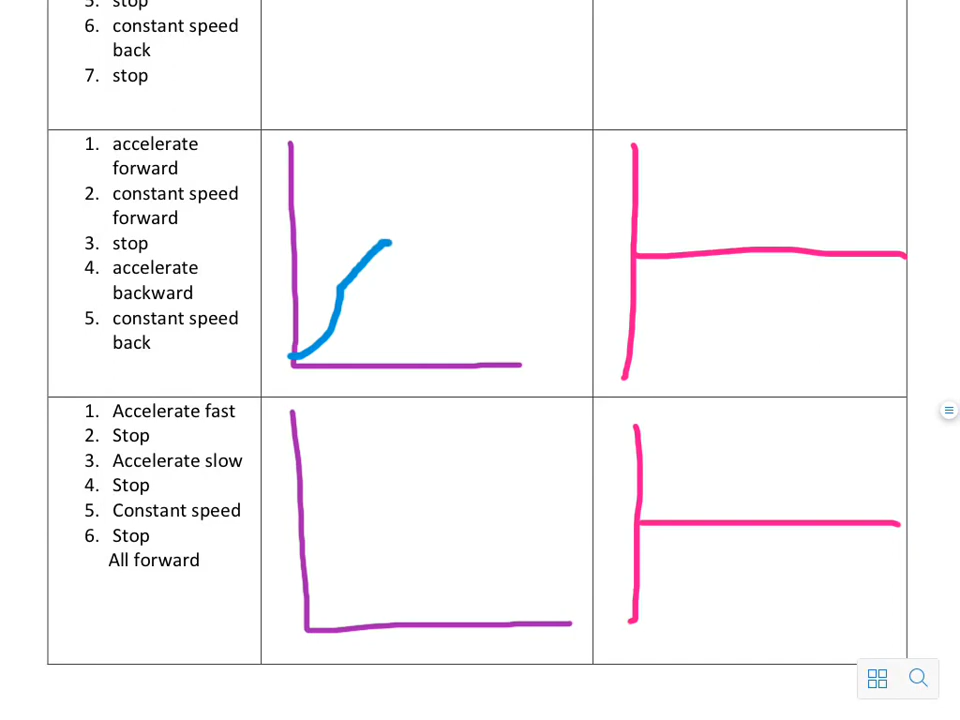 5. stop
6. constant speed
back
7. stop
1. accelerate
forward
2. constant speed
forward
3. stop
4. accelerate
backward
5. constant speed
back
1. Accelerate fast
2. Stop
3. Accelerate slow
4. Stop
5. Constant speed
6. Stop
All forward